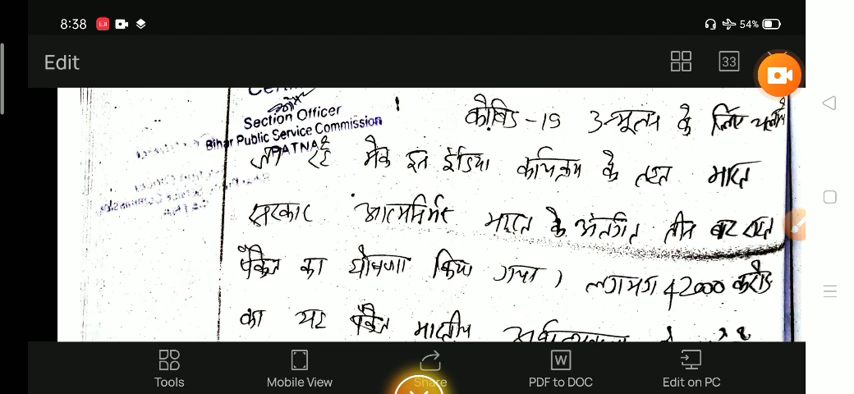 8:38
54%
Edit
33
Section Officer
Bihar Public Service Commission
PATNA
कोविड -19 उन्मूलन के लिए चलाये
जा रहे मेक इन इंडिया के तहत भारत
सरकार आत्मनिर्भर भारत के अंतर्गत तीन बार राहत
पैकेज का घोषणा किया गया। लगभग 42000 करोड़
का यह पैकेज भारतीय
Tools
Mobile View
Share
PDF to DOC
Edit on PC